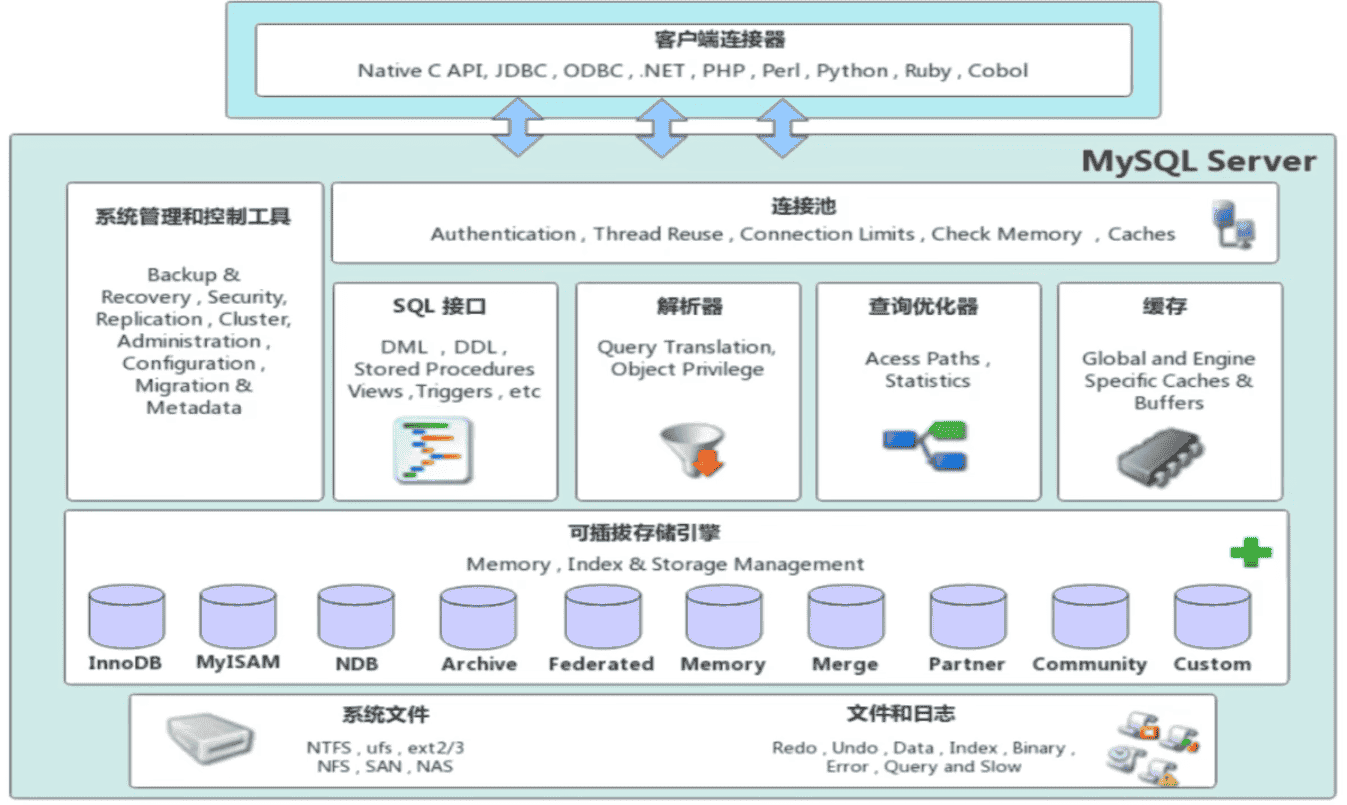 客户端连接器
Native C API, JDBC , ODBC , .NET , PHP , Perl , Python , Ruby , Cobol
MySQL Server
系统管理和控制工具
Backup &
Recovery , Security,
Replication , Cluster,
Administration ,
Configuration ,
Migration &
Metadata
连接池
Authentication , Thread Reuse , Connection Limits , Check Memory , Caches
SQL 接口
DML , DDL ,
Stored Procedures
Views ,Triggers , etc
解析器
Query Translation,
Object Privilege
查询优化器
Acess Paths ,
Statistics
缓存
Global and Engine
Specific Caches &
Buffers
可插拔存储引擎
Memory , Index & Storage Management
InnoDB
MyISAM
NDB
Archive
Federated
Memory
Merge
Partner
Community
Custom
系统文件
NTFS , ufs , ext2/3
NFS , SAN , NAS
文件和日志
Redo , Undo , Data , Index , Binary ,
Error , Query and Slow